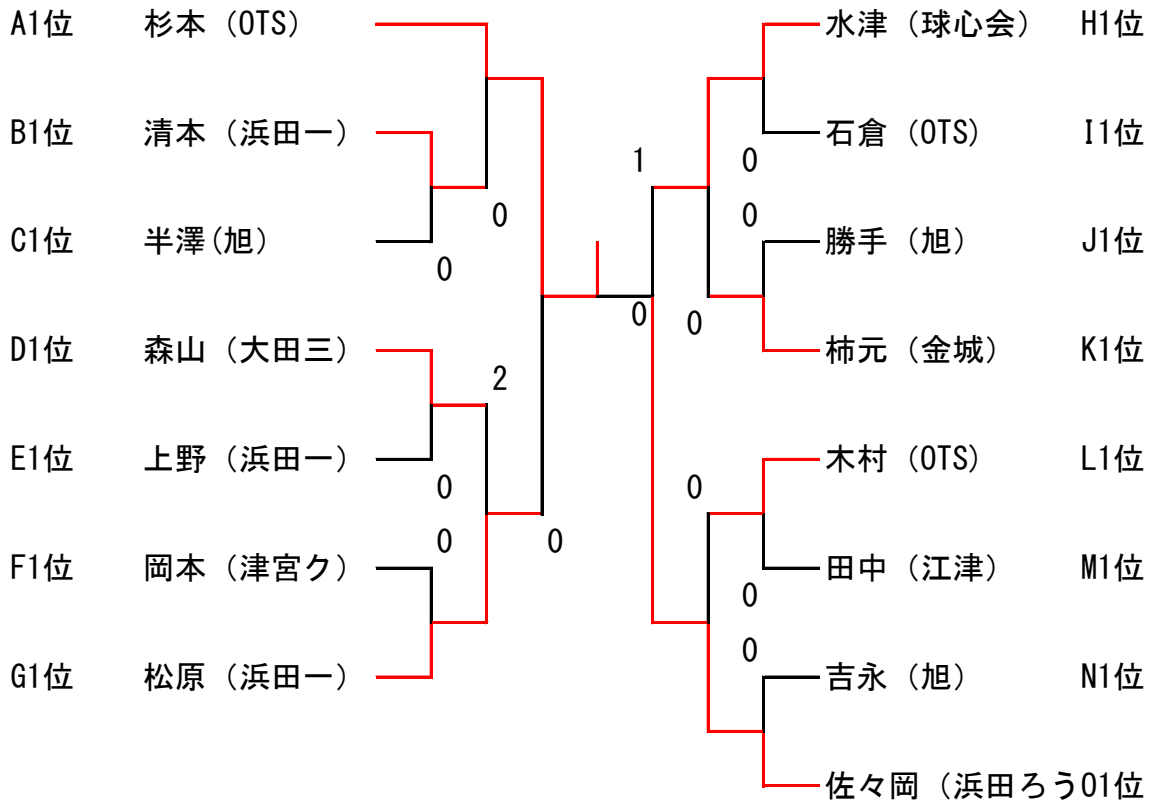 A1位 杉本（OTS） 水津（球心会） H1位
B1位 清本（浜田一） 石倉（OTS） I1位
1 0
0 0
C1位 半澤(旭） 勝手（旭） J1位
0
0 0
D1位 森山（大田三） 柿元（金城） K1位
2
E1位 上野（浜田一） 木村（OTS） L1位
0 0
0 0
F1位 岡本（津宮ク） 田中（江津） M1位
0
0
G1位 松原（浜田一） 吉永（旭） N1位
佐々岡（浜田ろうO1位